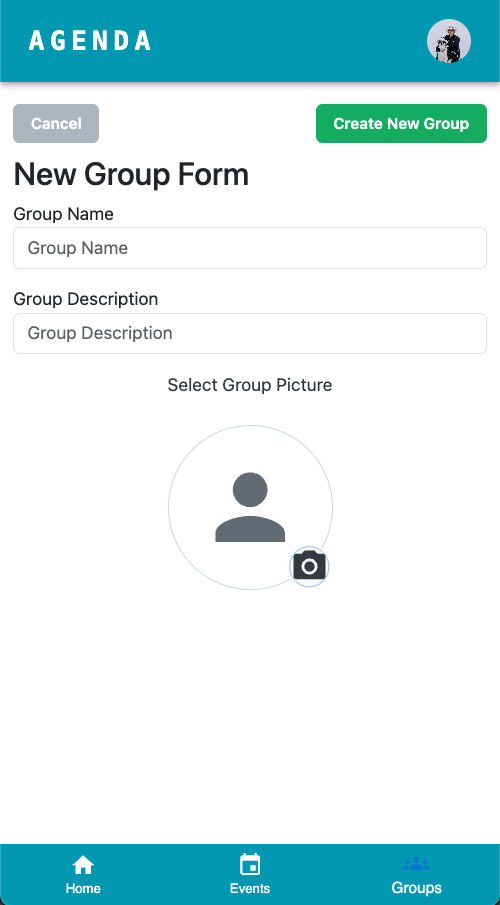 AGENDA
Cancel
Create New Group
New Group Form
Group Name
Group Name
Group Description
Group Description
Select Group Picture
Home
Events
Groups